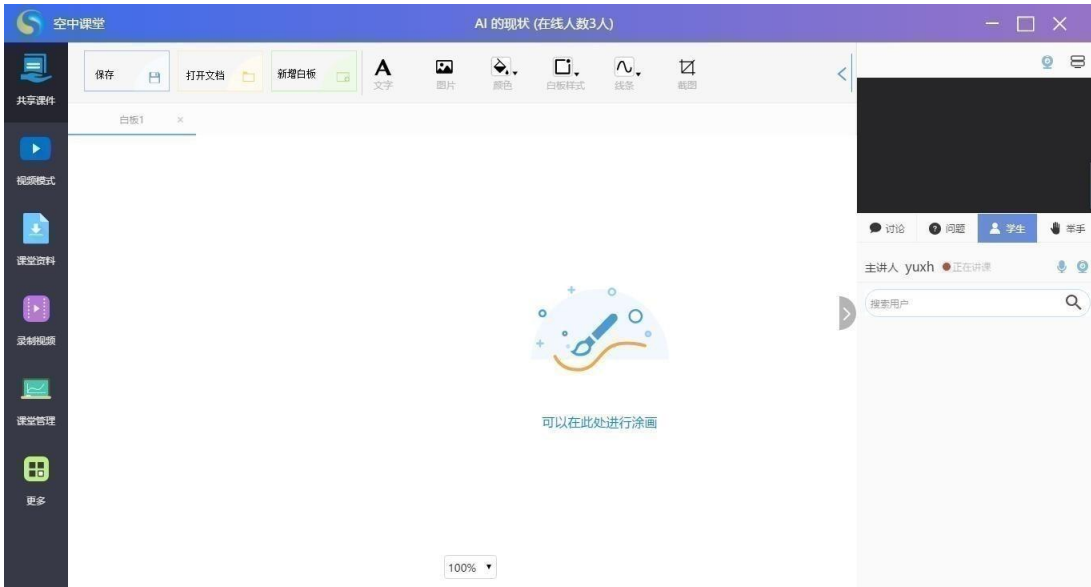 空中课堂
AI 的现状 (在线人数3人)
共享课件
视频模式
课堂资料
录制视频
课堂管理
更多
保存
打开文档
新增白板
A
文字
图片
颜色
白板样式
线条
截图
白板1 ×
可以在此处进行涂画
100%
讨论
问题
学生
举手
主讲人 yuxh 正在讲课
搜索用户